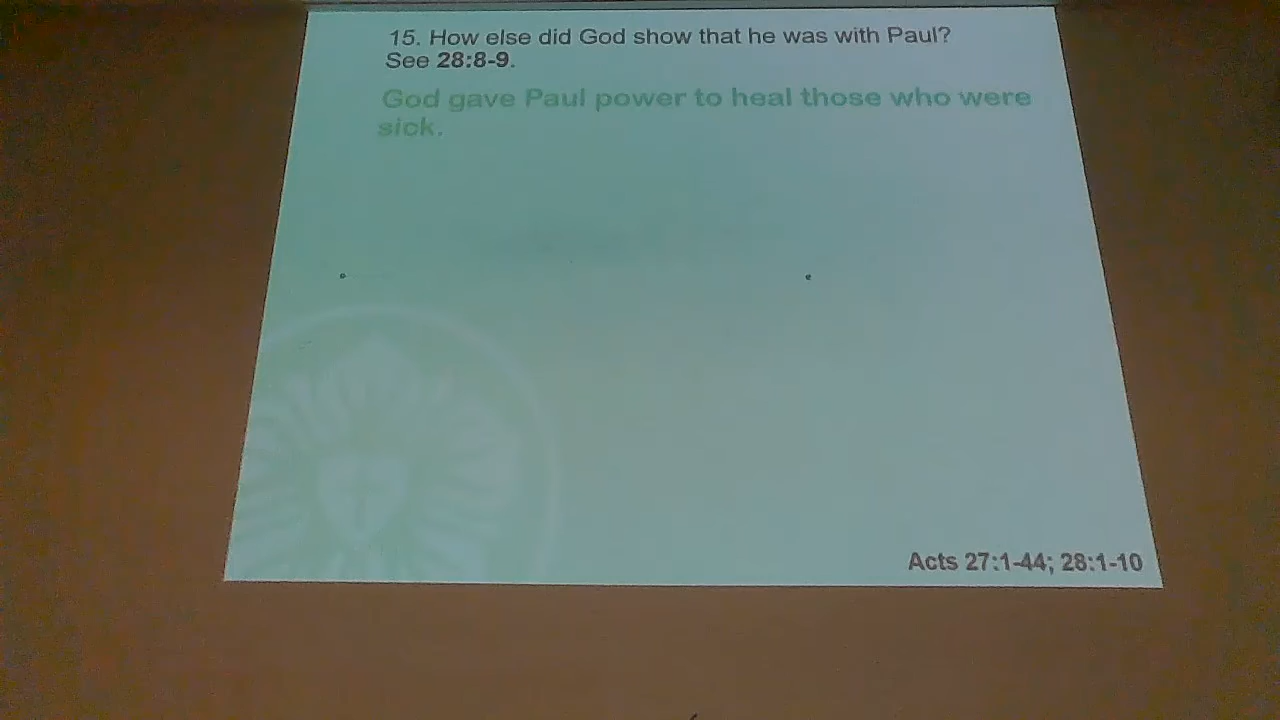 15. How else did God show that he was with Paul?
See 28:8-9.
God gave Paul power to heal those who were
sick.
Acts 27:1-44; 28:1-10